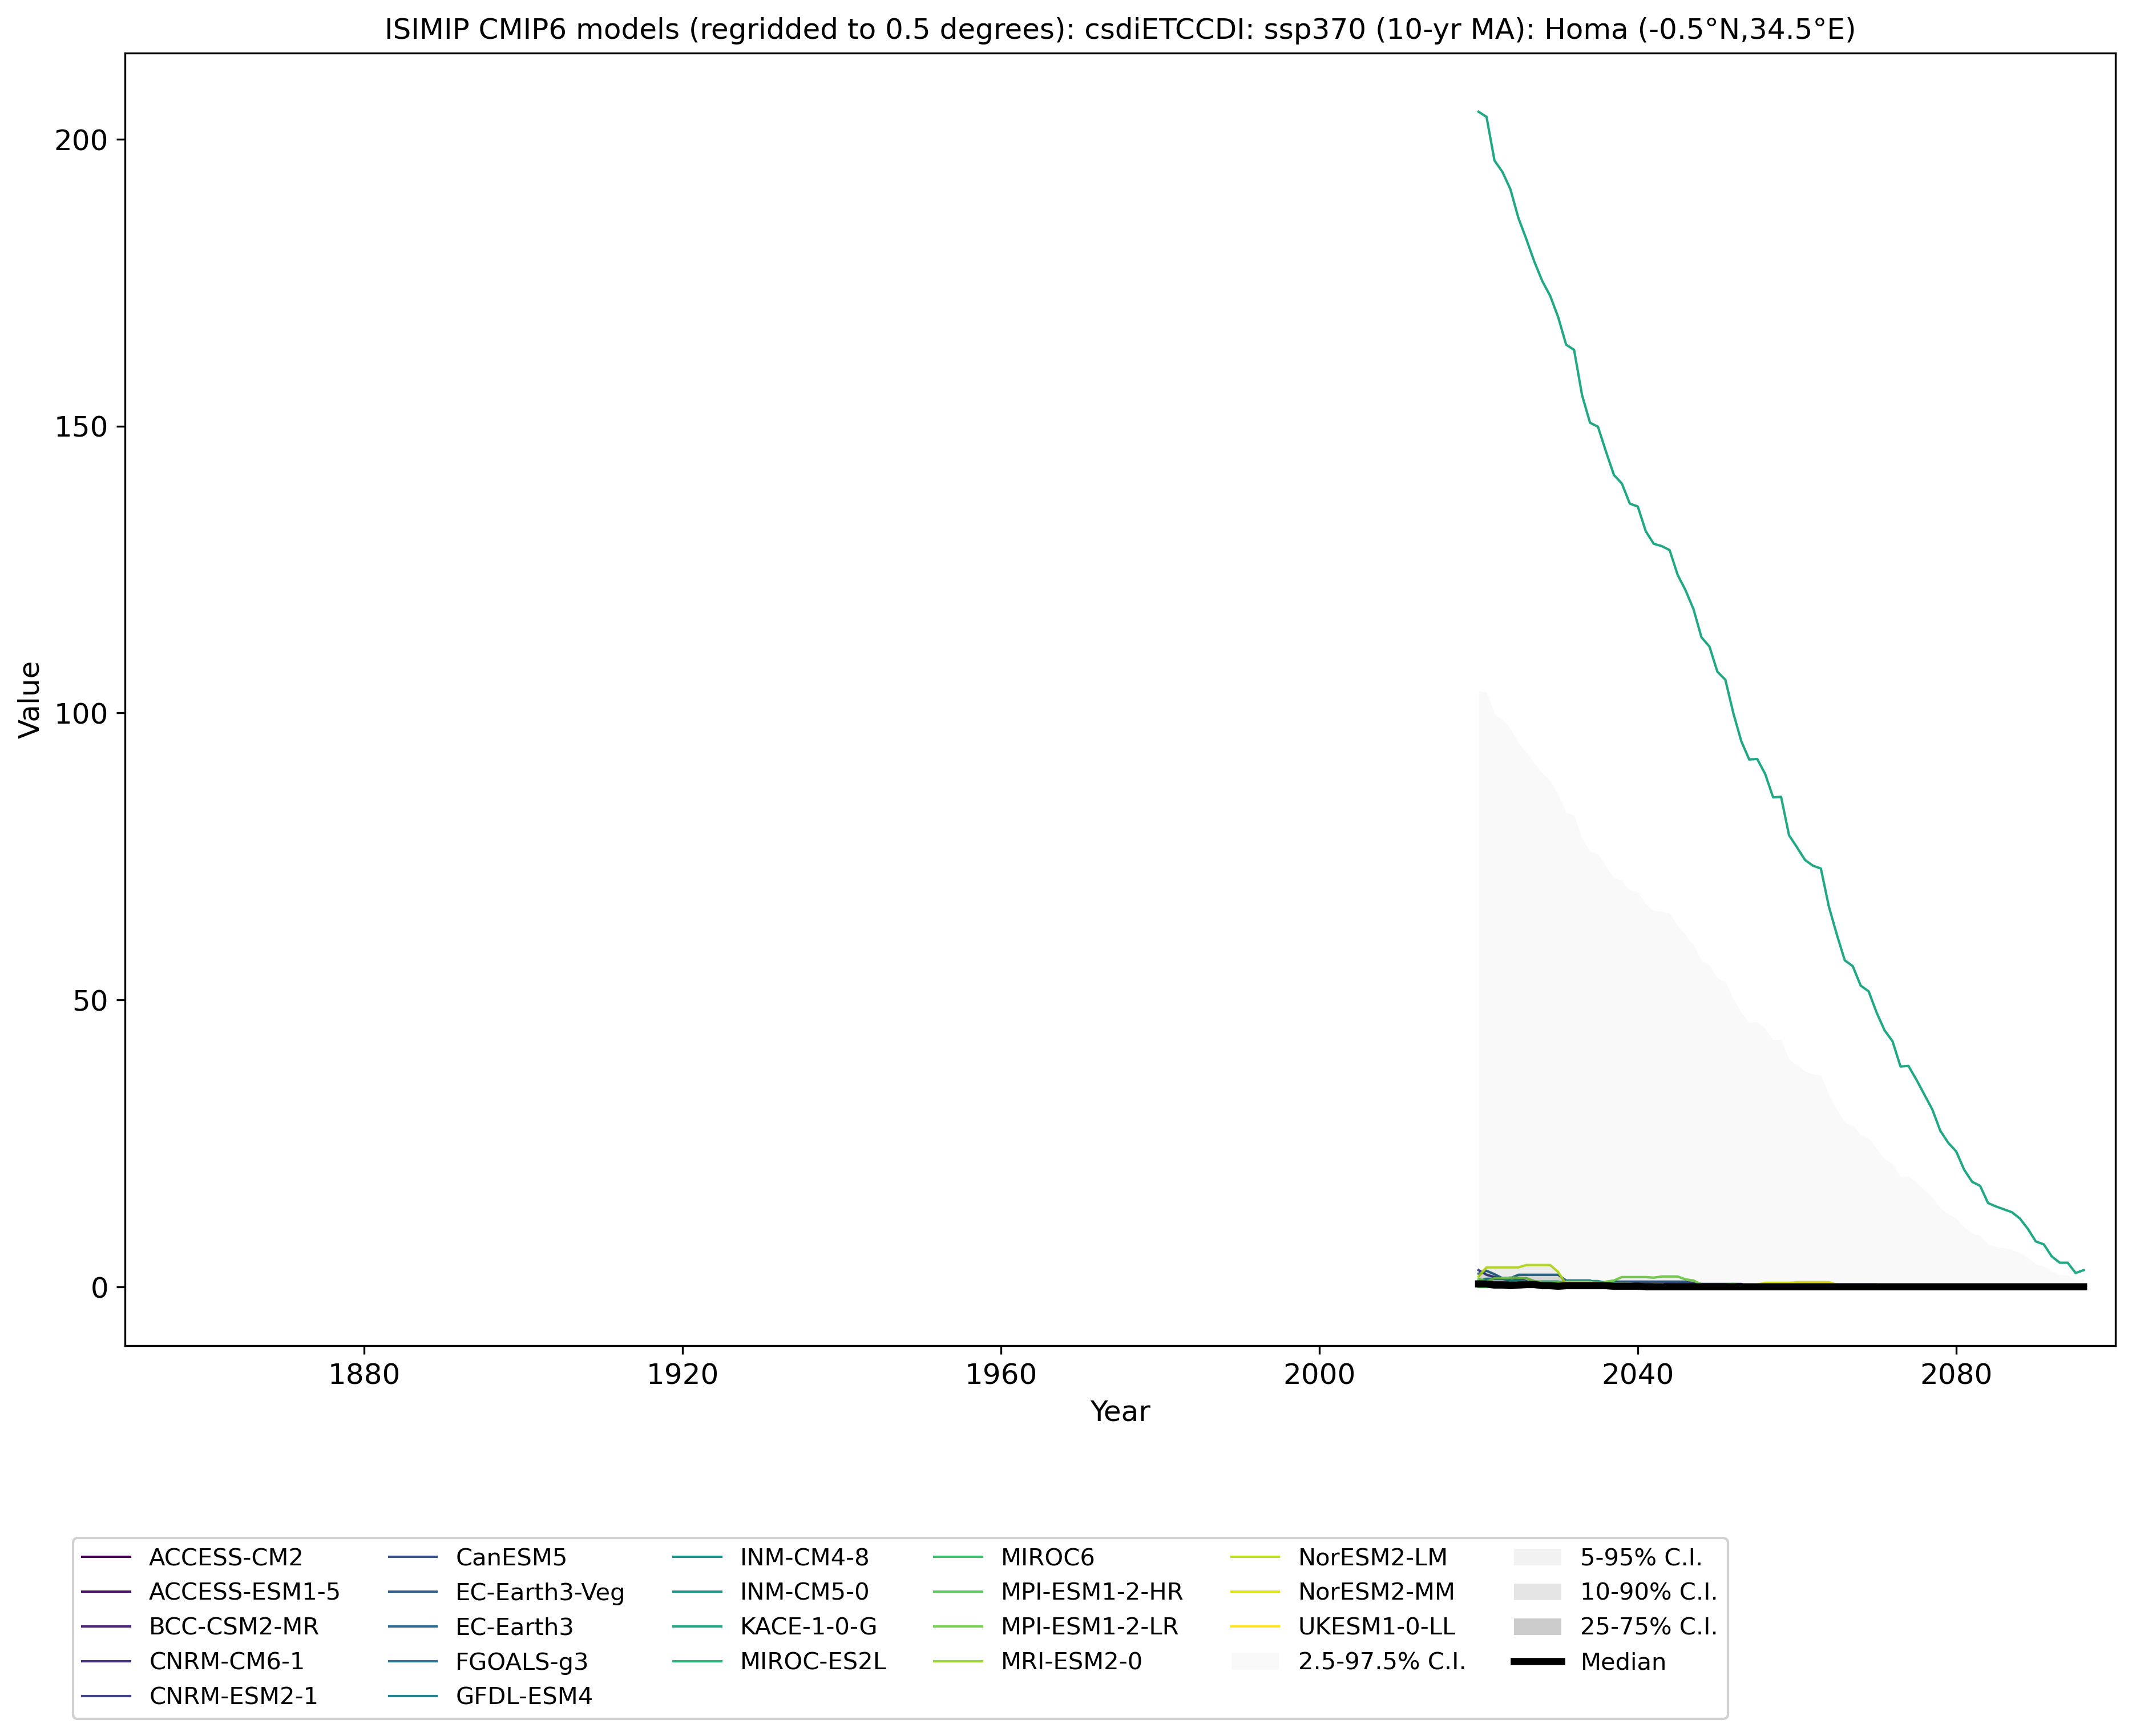 ISIMIP CMIP6 models (regridded to 0.5 degrees): csdiETCCDI: ssp370 (10-yr MA): Homa (-0.5°N,34.5°E)
200
150
100
50
0
Value
1880 1920 1960 2000 2040 2080
Year
ACCESS-CM2 CanESM5 INM-CM4-8 MIROC6 NorESM2-LM 5-95% C.I.
ACCESS-ESM1-5 EC-Earth3-Veg INM-CM5-0 MPI-ESM1-2-HR NorESM2-MM 10-90% C.I.
BCC-CSM2-MR EC-Earth3 KACE-1-0-G MPI-ESM1-2-LR UKESM1-0-LL 25-75% C.I.
CNRM-CM6-1 FGOALS-g3 MIROC-ES2L MRI-ESM2-0 2.5-97.5% C.I. Median
CNRM-ESM2-1 GFDL-ESM4